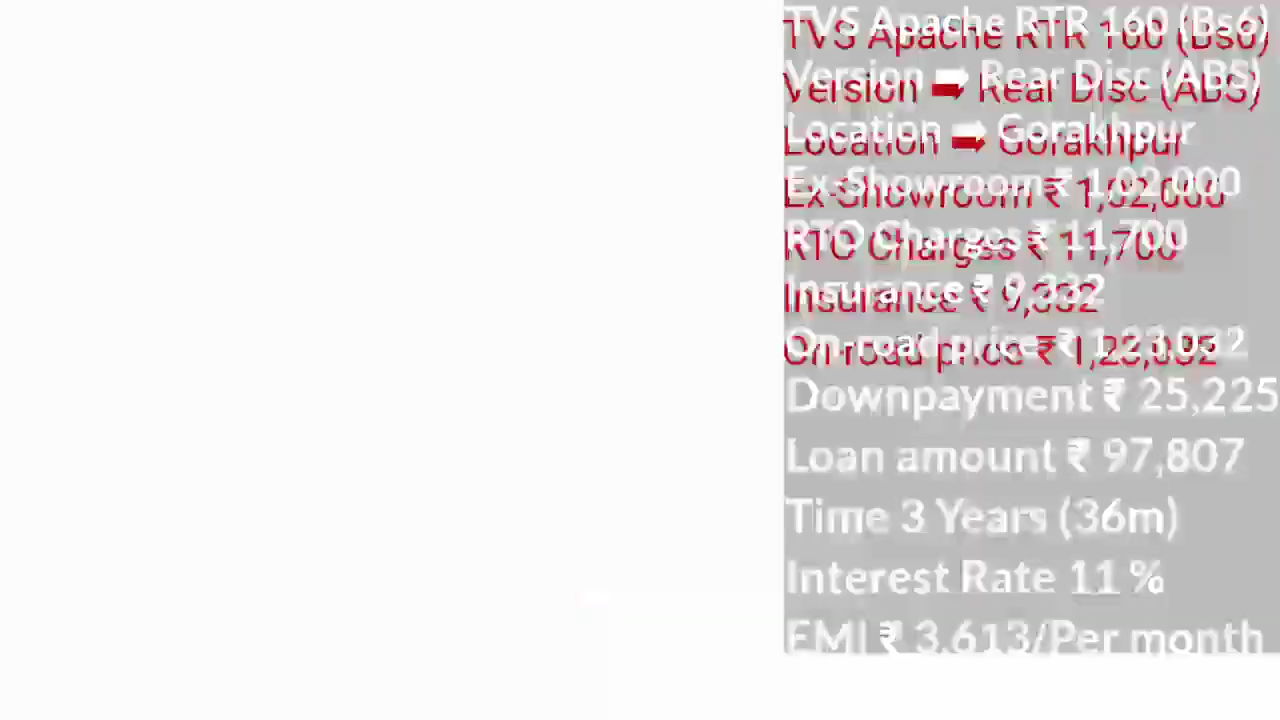 TVS Apache RTR 160 (Bs6)
Version ➡ Rear Disc (ABS)
Location ➡ Gorakhpur
Ex-Showroom ₹ 1,02,000
RTO Charges ₹ 11,700
Insurance ₹ 9,332
On-road price ₹ 1,23,032
Downpayment ₹ 25,225
Loan amount ₹ 97,807
Time 3 Years (36m)
Interest Rate 11 %
EMI ₹ 3,613/Per month